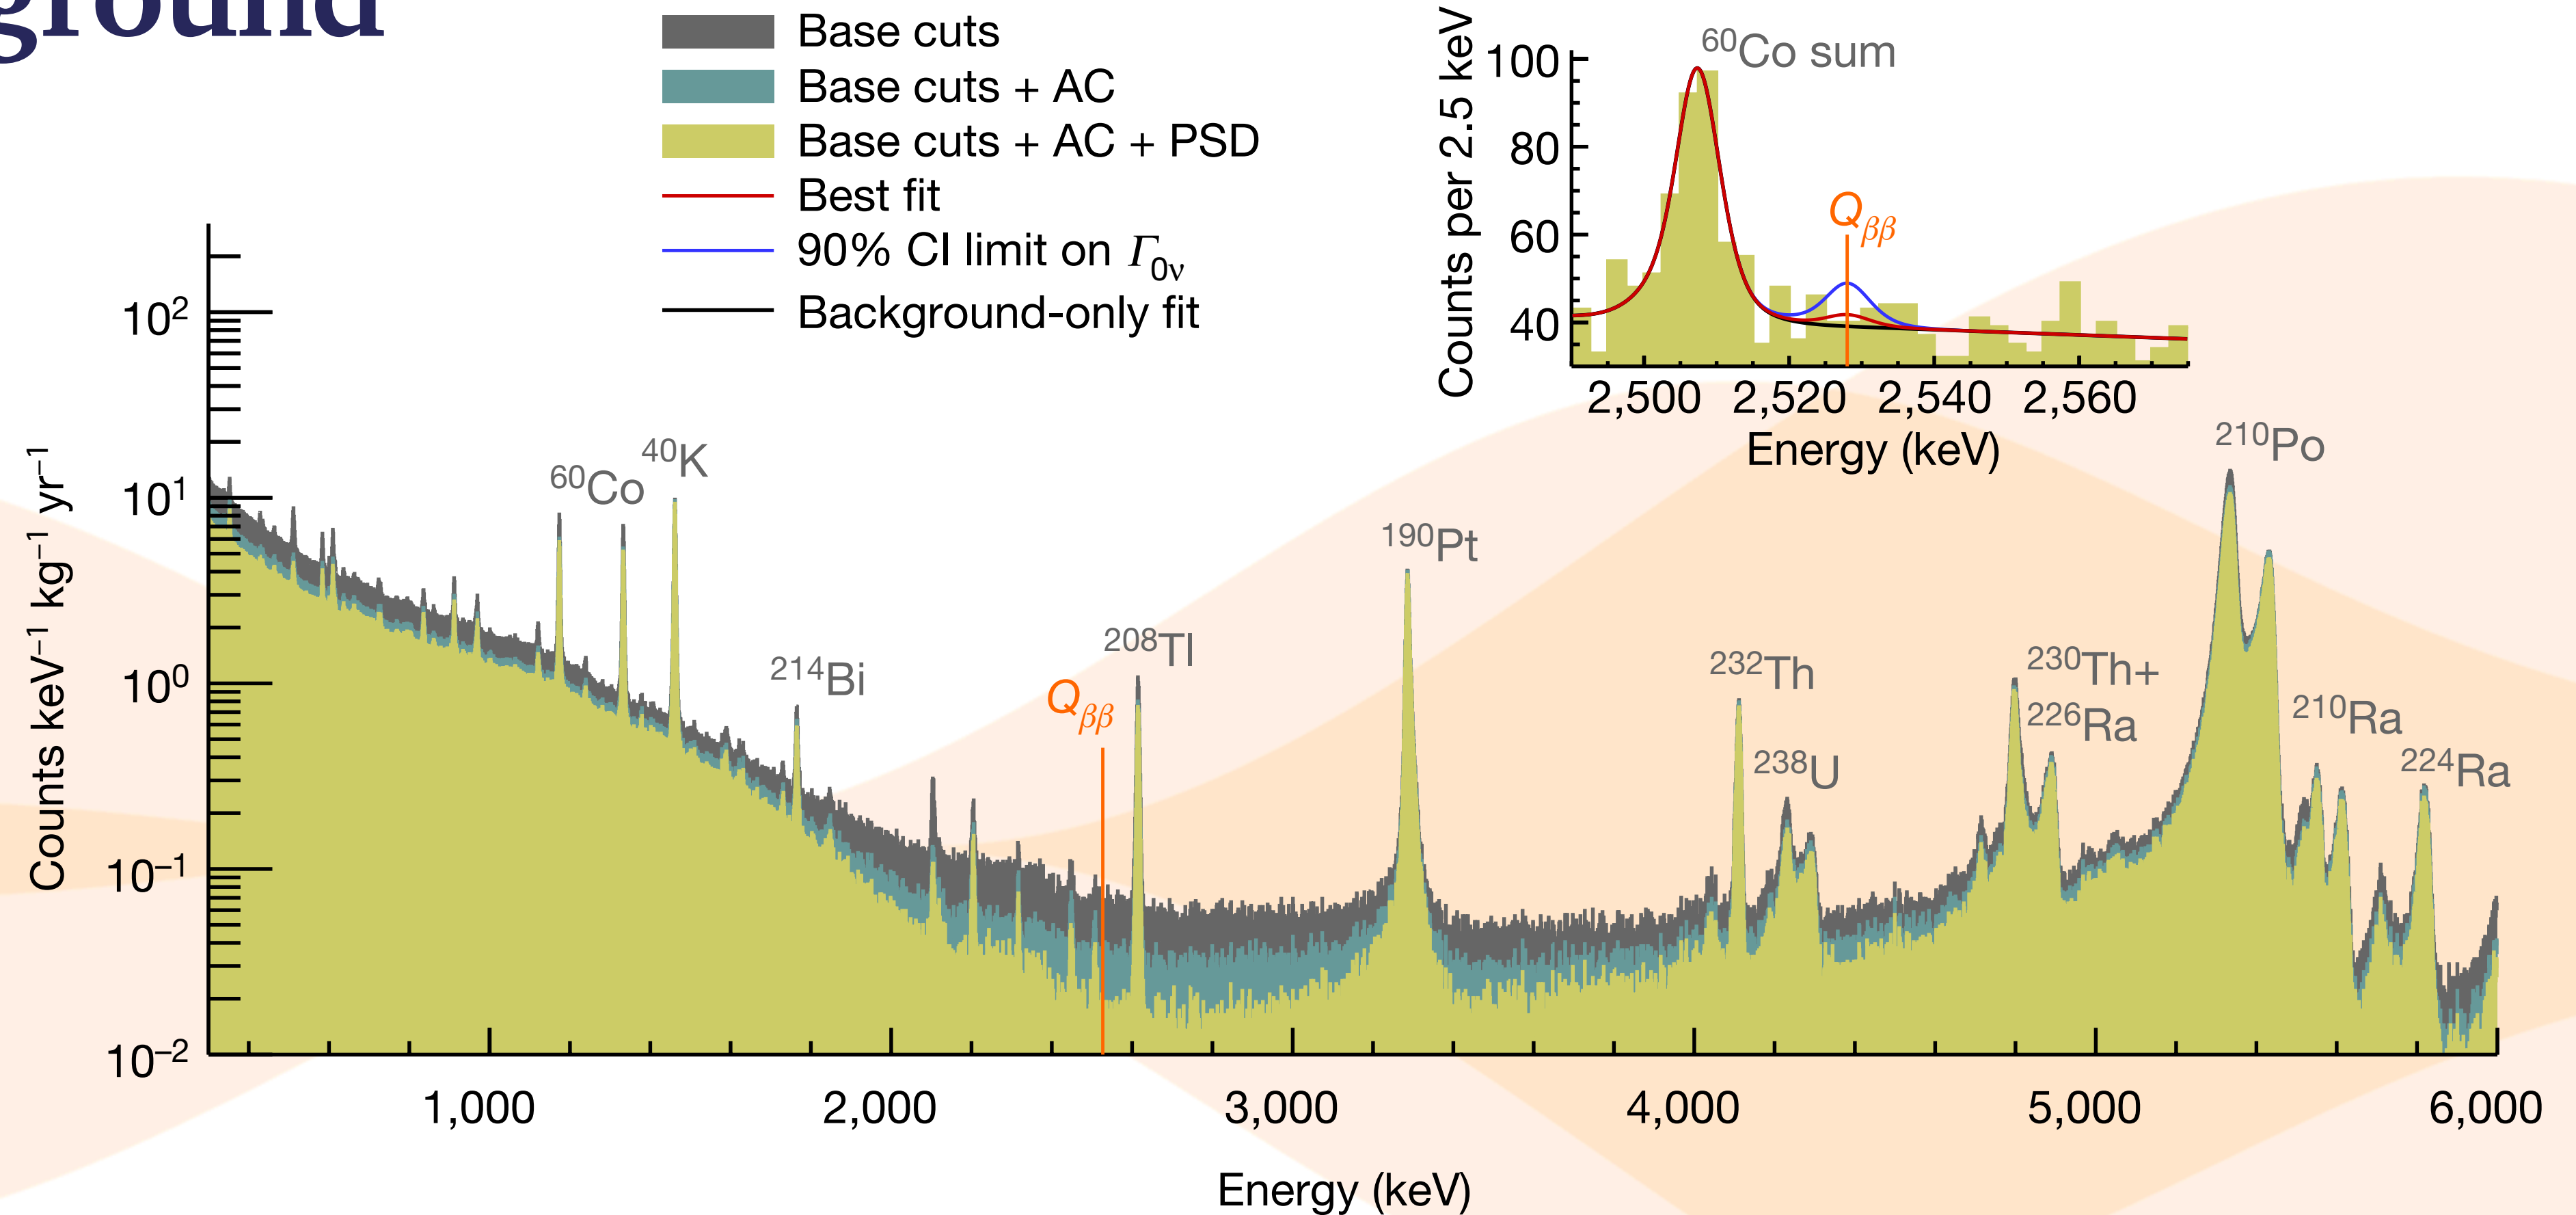 ground
Base cuts
Base cuts + AC
Base cuts + AC + PSD
Best fit
90% CI limit on Γ₀ᵥ
Background-only fit
Counts per 2.5 keV
100
80
60
40
⁶⁰Co sum
Qββ
2,500 2,520 2,540 2,560
Energy (keV)
Counts keV⁻¹ kg⁻¹ yr⁻¹
10²
10¹
10⁰
10⁻¹
10⁻²
⁶⁰Co
⁴⁰K
²¹⁴Bi
Qββ
²⁰⁸Tl
¹⁹⁰Pt
²³²Th
²³⁸U
²³⁰Th+
²²⁶Ra
²¹⁰Po
²¹⁰Ra
²²⁴Ra
1,000 2,000 3,000 4,000 5,000 6,000
Energy (keV)